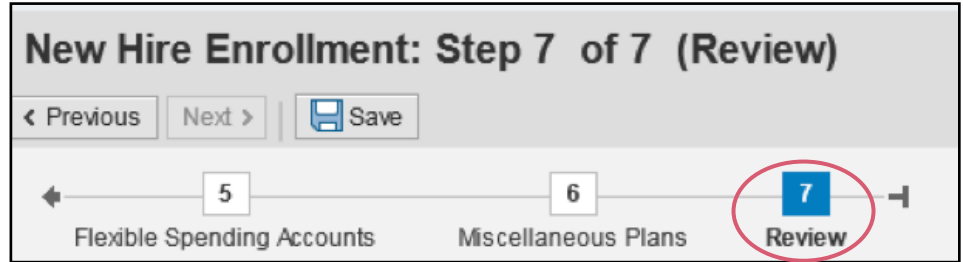 New Hire Enrollment: Step 7 of 7 (Review)
< Previous Next > Save
5 6 7
Flexible Spending Accounts Miscellaneous Plans Review